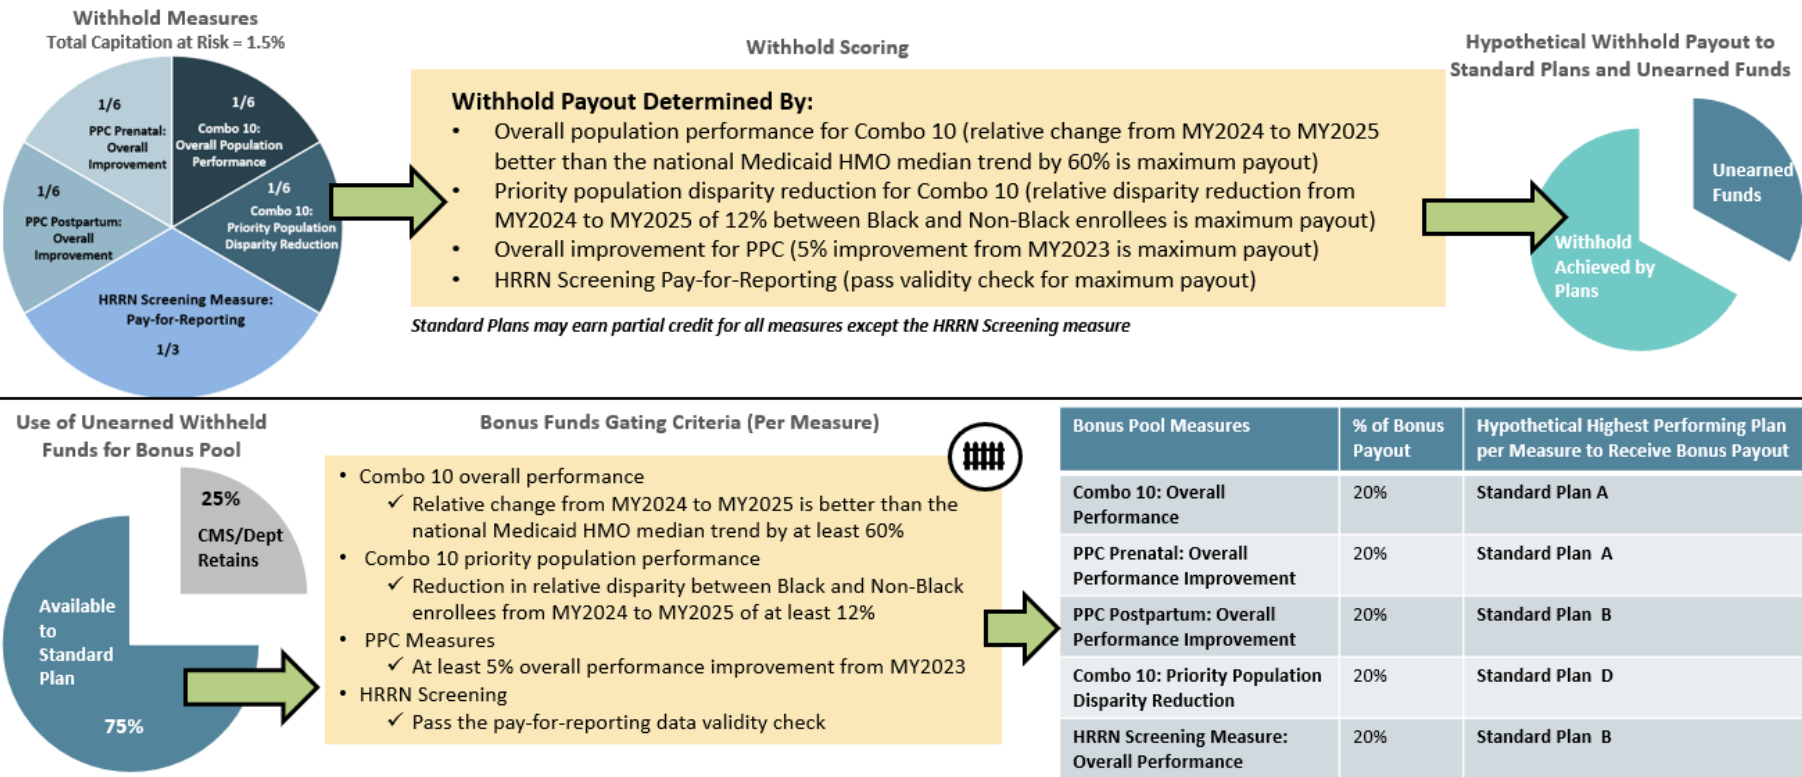 Withhold Measures
Total Capitation at Risk = 1.5%
1/6
PPC Prenatal:
Overall
Improvement
1/6
Combo 10:
Overall Population
Performance
1/6
PPC Postpartum:
Overall
Improvement
1/6
Combo 10:
Priority Population
Disparity Reduction
HRRN Screening Measure:
Pay-for-Reporting
1/3
Withhold Scoring
Withhold Payout Determined By:
• Overall population performance for Combo 10 (relative change from MY2024 to MY2025
better than the national Medicaid HMO median trend by 60% is maximum payout)
• Priority population disparity reduction for Combo 10 (relative disparity reduction from
MY2024 to MY2025 of 12% between Black and Non-Black enrollees is maximum payout)
• Overall improvement for PPC (5% improvement from MY2023 is maximum payout)
• HRRN Screening Pay-for-Reporting (pass validity check for maximum payout)
Standard Plans may earn partial credit for all measures except the HRRN Screening measure
Hypothetical Withhold Payout to
Standard Plans and Unearned Funds
Unearned
Funds
Withhold
Achieved by
Plans
Use of Unearned Withheld
Funds for Bonus Pool
25%
CMS/Dept
Retains
Available
to
Standard
Plan
75%
Bonus Funds Gating Criteria (Per Measure)
• Combo 10 overall performance
✓ Relative change from MY2024 to MY2025 is better than the
national Medicaid HMO median trend by at least 60%
• Combo 10 priority population performance
✓ Reduction in relative disparity between Black and Non-Black
enrollees from MY2024 to MY2025 of at least 12%
• PPC Measures
✓ At least 5% overall performance improvement from MY2023
• HRRN Screening
✓ Pass the pay-for-reporting data validity check
Bonus Pool Measures
% of Bonus
Payout
Hypothetical Highest Performing Plan
per Measure to Receive Bonus Payout
Combo 10: Overall
Performance
20%
Standard Plan A
PPC Prenatal: Overall
Performance Improvement
20%
Standard Plan A
PPC Postpartum: Overall
Performance Improvement
20%
Standard Plan B
Combo 10: Priority Population
Disparity Reduction
20%
Standard Plan D
HRRN Screening Measure:
Overall Performance
20%
Standard Plan B